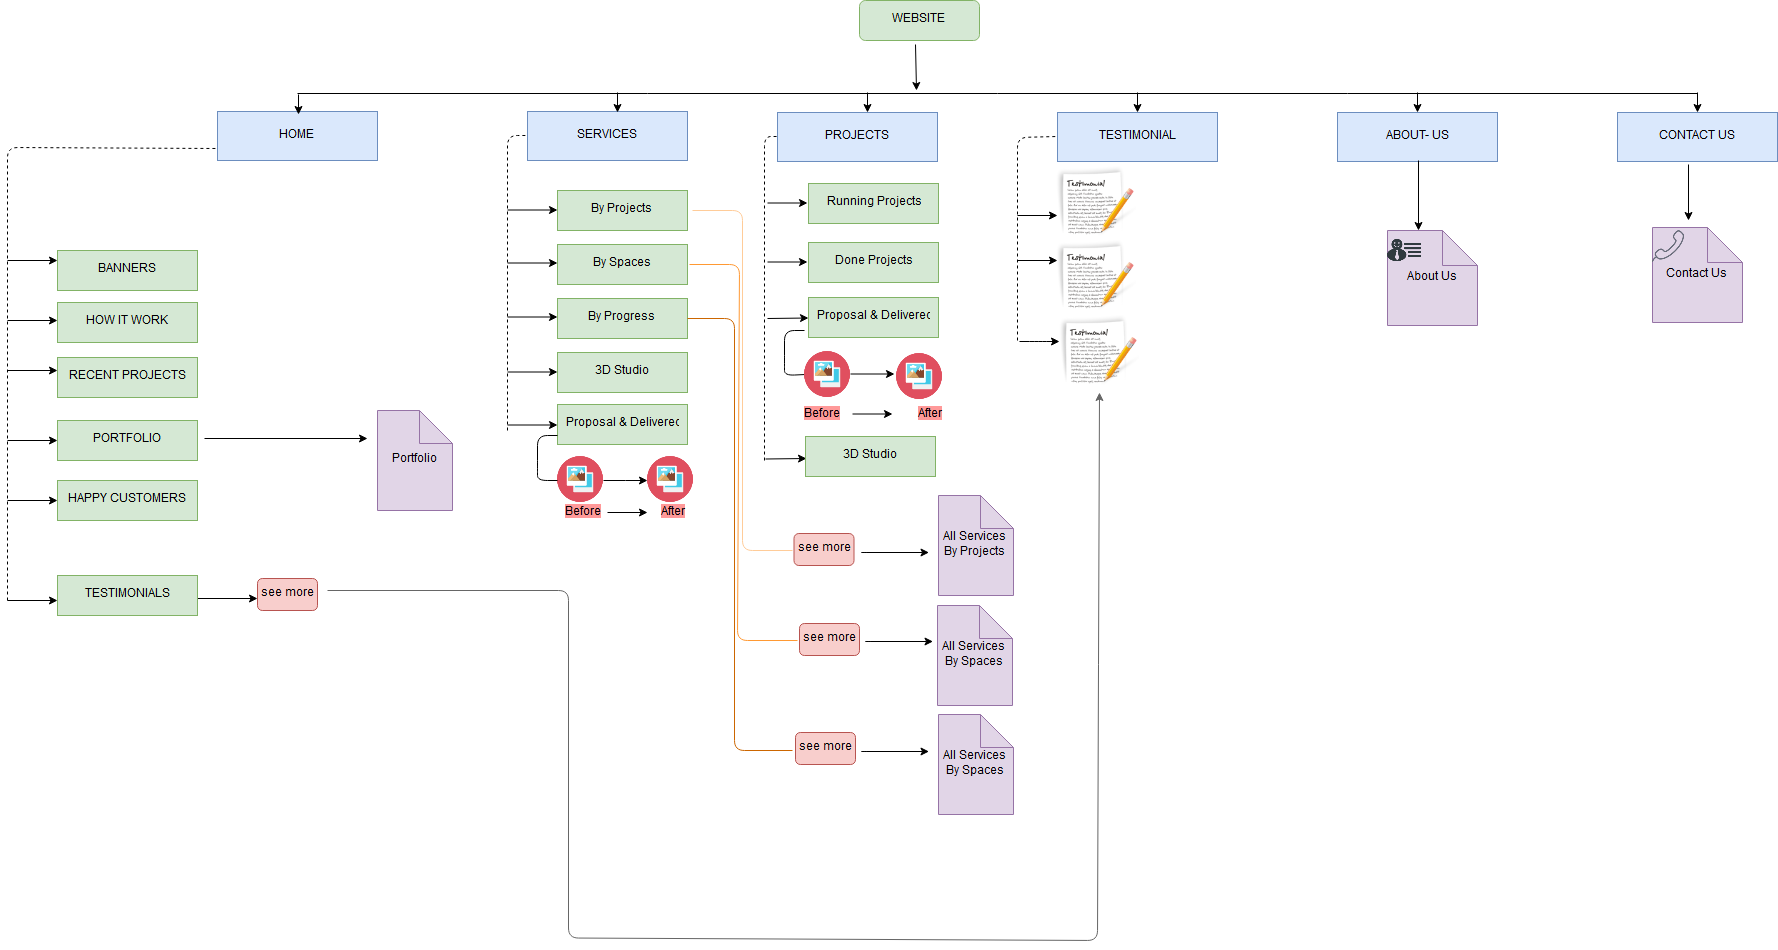 WEBSITE
HOME
SERVICES
PROJECTS
TESTIMONIAL
ABOUT- US
CONTACT US
BANNERS
HOW IT WORK
RECENT PROJECTS
PORTFOLIO
Portfolio
HAPPY CUSTOMERS
TESTIMONIALS
see more
By Projects
By Spaces
By Progress
3D Studio
Proposal & Delivered
Before
After
Running Projects
Done Projects
Proposal & Delivered
Before
After
3D Studio
see more
All Services
By Projects
see more
All Services
By Spaces
see more
All Services
By Spaces
Testimonial
Testimonial
Testimonial
About Us
Contact Us